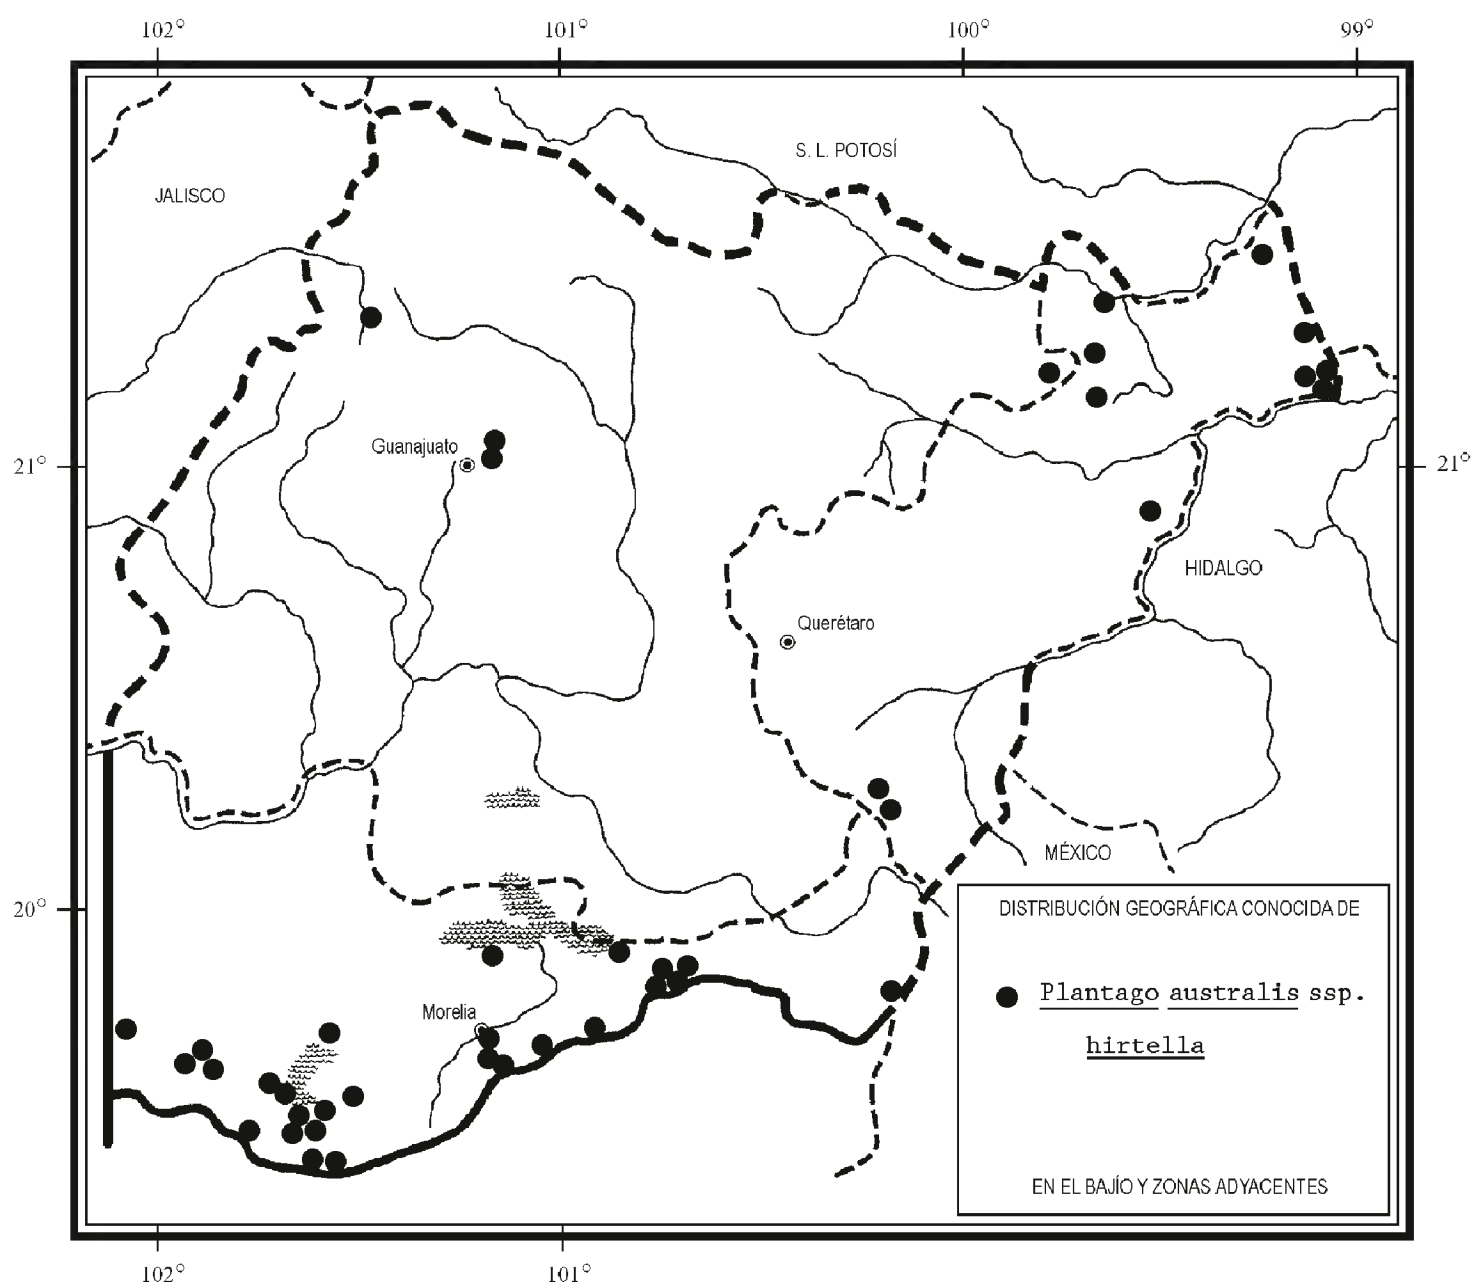 102° 101° 100° 99°
S. L. POTOSÍ
JALISCO
Guanajuato
21° 21°
HIDALGO
Querétaro
MÉXICO
20°
DISTRIBUCIÓN GEOGRÁFICA CONOCIDA DE
Plantago australis ssp.
hirtella
Morelia
EN EL BAJÍO Y ZONAS ADYACENTES
102° 101°